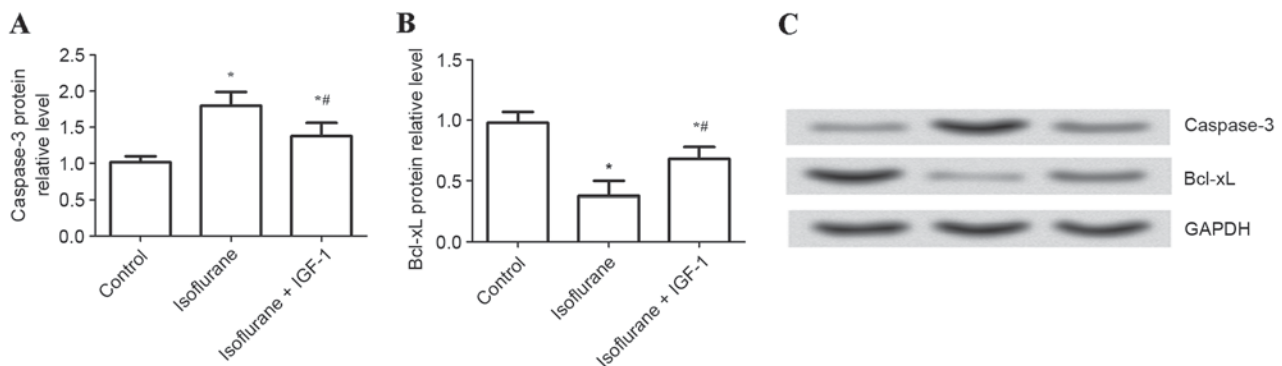 A
Caspase-3 protein
relative level
2.5
2.0
1.5
1.0
0.5
0.0
*
*#
Control
Isoflurane
Isoflurane + IGF-1
B
Bcl-xL protein relative level
1.5
1.0
0.5
0.0
*
*#
Control
Isoflurane
Isoflurane + IGF-1
C
Caspase-3
Bcl-xL
GAPDH